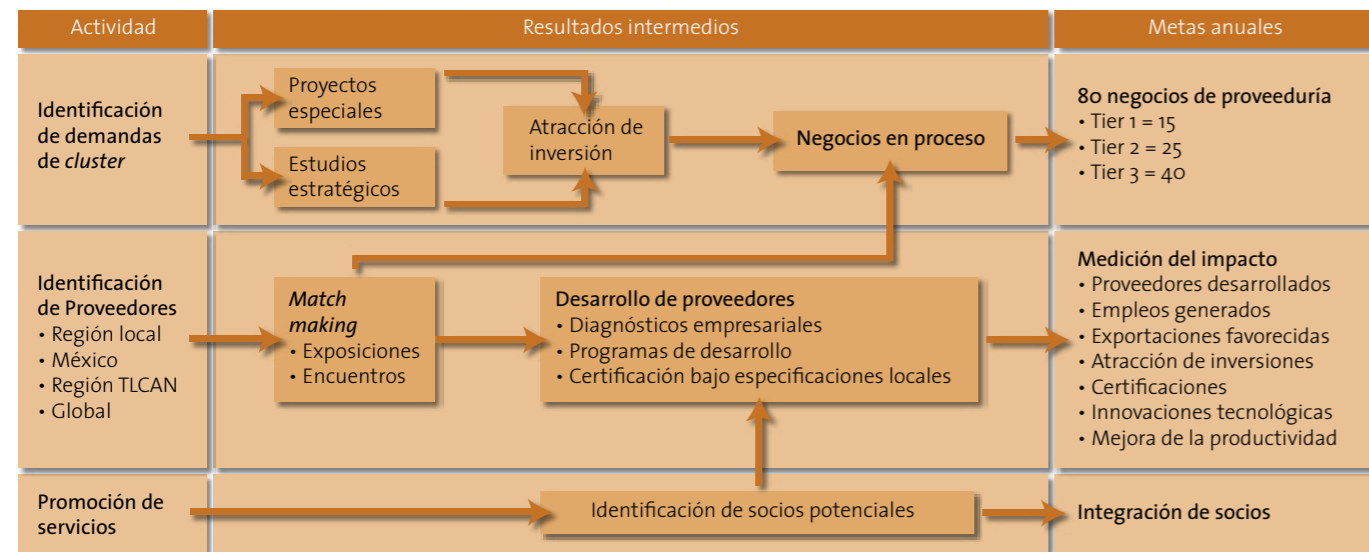 Actividad
Resultados intermedios
Metas anuales
Identificación
de demandas
de cluster
Proyectos
especiales
Estudios
estratégicos
Atracción de
inversión
Negocios en proceso
80 negocios de proveeduría
• Tier 1 = 15
• Tier 2 = 25
• Tier 3 = 40
Identificación
de Proveedores
• Región local
• México
• Región TLCAN
• Global
Match
making
• Exposiciones
• Encuentros
Desarrollo de proveedores
• Diagnósticos empresariales
• Programas de desarrollo
• Certificación bajo especificaciones locales
Medición del impacto
• Proveedores desarrollados
• Empleos generados
• Exportaciones favorecidas
• Atracción de inversiones
• Certificaciones
• Innovaciones tecnológicas
• Mejora de la productividad
Promoción de
servicios
Identificación de socios potenciales
Integración de socios